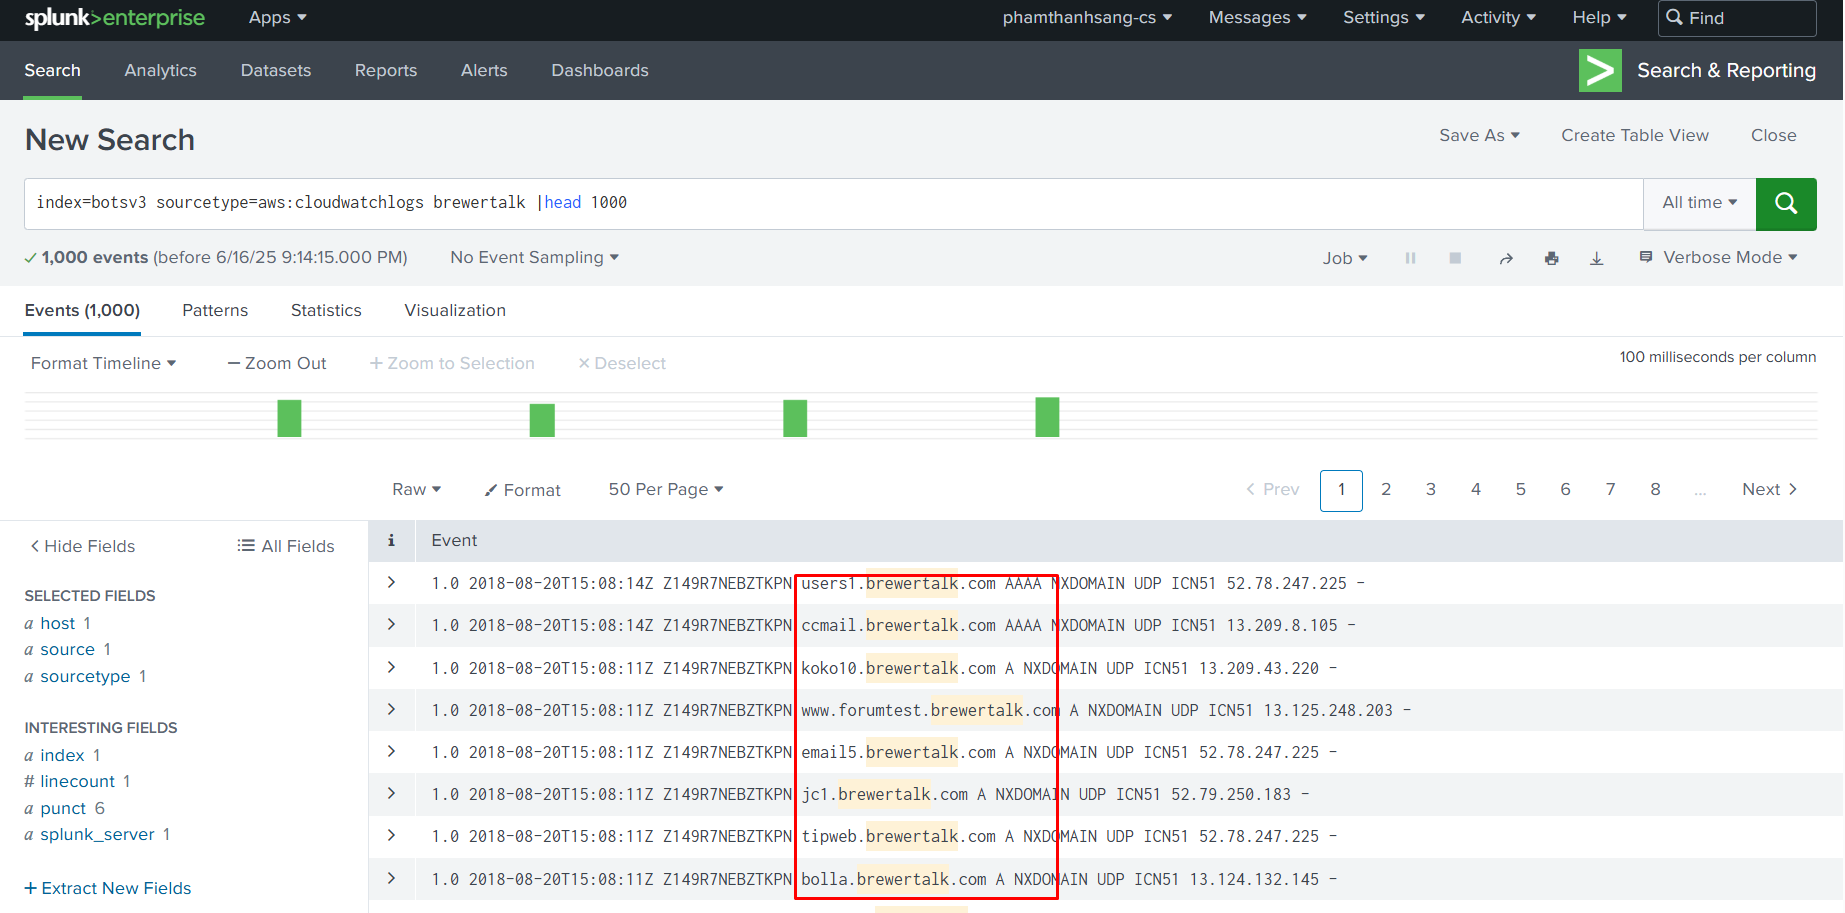 splunk>enterprise Apps phamthanhsang-cs Messages Settings Activity Help Find
Search Analytics Datasets Reports Alerts Dashboards Search & Reporting
New Search Save As Create Table View Close
index=botsv3 sourcetype=aws:cloudwatchlogs brewertalk |head 1000 All time
1,000 events (before 6/16/25 9:14:15.000 PM) No Event Sampling Job Verbose Mode
Events (1,000) Patterns Statistics Visualization
Format Timeline — Zoom Out + Zoom to Selection × Deselect 100 milliseconds per column
Raw Format 50 Per Page < Prev 1 2 3 4 5 6 7 8 ... Next >
< Hide Fields All Fields
SELECTED FIELDS
a host 1
a source 1
a sourcetype 1
INTERESTING FIELDS
a index 1
# linecount 1
a punct 6
a splunk_server 1
+ Extract New Fields
i Event
> 1.0 2018-08-20T15:08:14Z Z149R7NEBZTKPN users1.brewertalk.com AAAA NXDOMAIN UDP ICN51 52.78.247.225 -
> 1.0 2018-08-20T15:08:14Z Z149R7NEBZTKPN ccmail.brewertalk.com AAAA NXDOMAIN UDP ICN51 13.209.8.105 -
> 1.0 2018-08-20T15:08:11Z Z149R7NEBZTKPN koko10.brewertalk.com A NXDOMAIN UDP ICN51 13.209.43.220 -
> 1.0 2018-08-20T15:08:11Z Z149R7NEBZTKPN www.forumtest.brewertalk.com A NXDOMAIN UDP ICN51 13.125.248.203 -
> 1.0 2018-08-20T15:08:11Z Z149R7NEBZTKPN email5.brewertalk.com A NXDOMAIN UDP ICN51 52.78.247.225 -
> 1.0 2018-08-20T15:08:11Z Z149R7NEBZTKPN jc1.brewertalk.com A NXDOMAIN UDP ICN51 52.79.250.183 -
> 1.0 2018-08-20T15:08:11Z Z149R7NEBZTKPN tipweb.brewertalk.com A NXDOMAIN UDP ICN51 52.78.247.225 -
> 1.0 2018-08-20T15:08:11Z Z149R7NEBZTKPN bolla.brewertalk.com A NXDOMAIN UDP ICN51 13.124.132.145 -